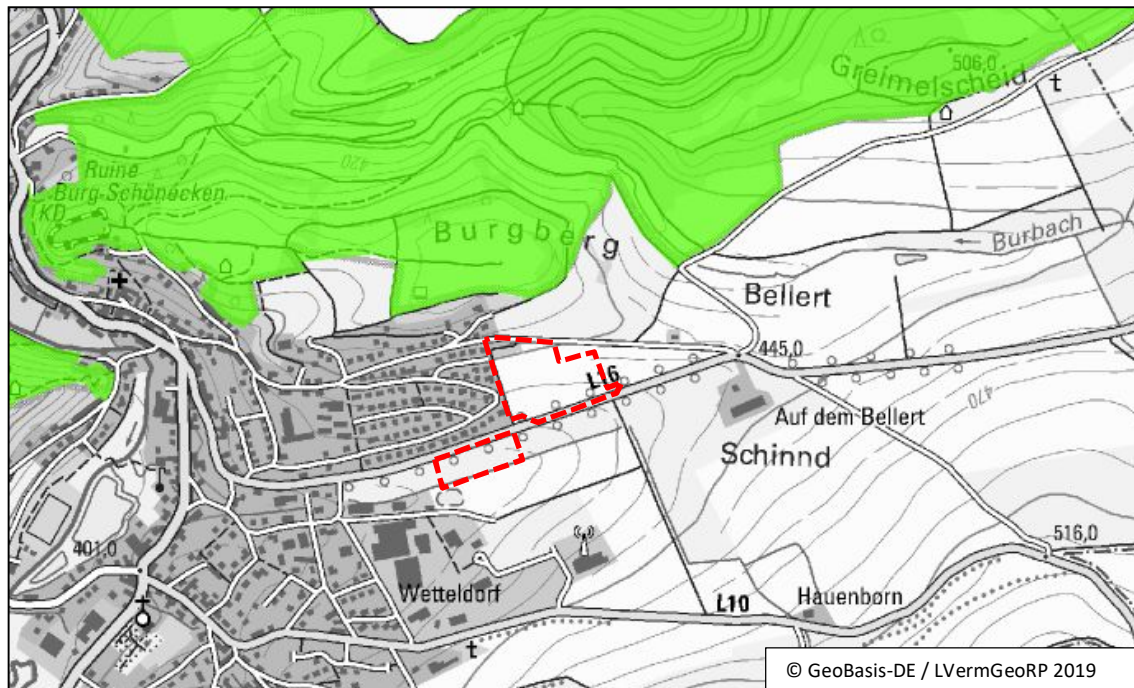 506,0
Greimelscheid
t
420
Ruine
Burg-Schönecken
KD
Burgberg
Burbach
Bellert
445,0
L16
470
Auf dem Bellert
Schinnd
401,0
516,0
Wetteldorf
Hauenborn
L10
t
© GeoBasis-DE / LVermGeoRP 2019